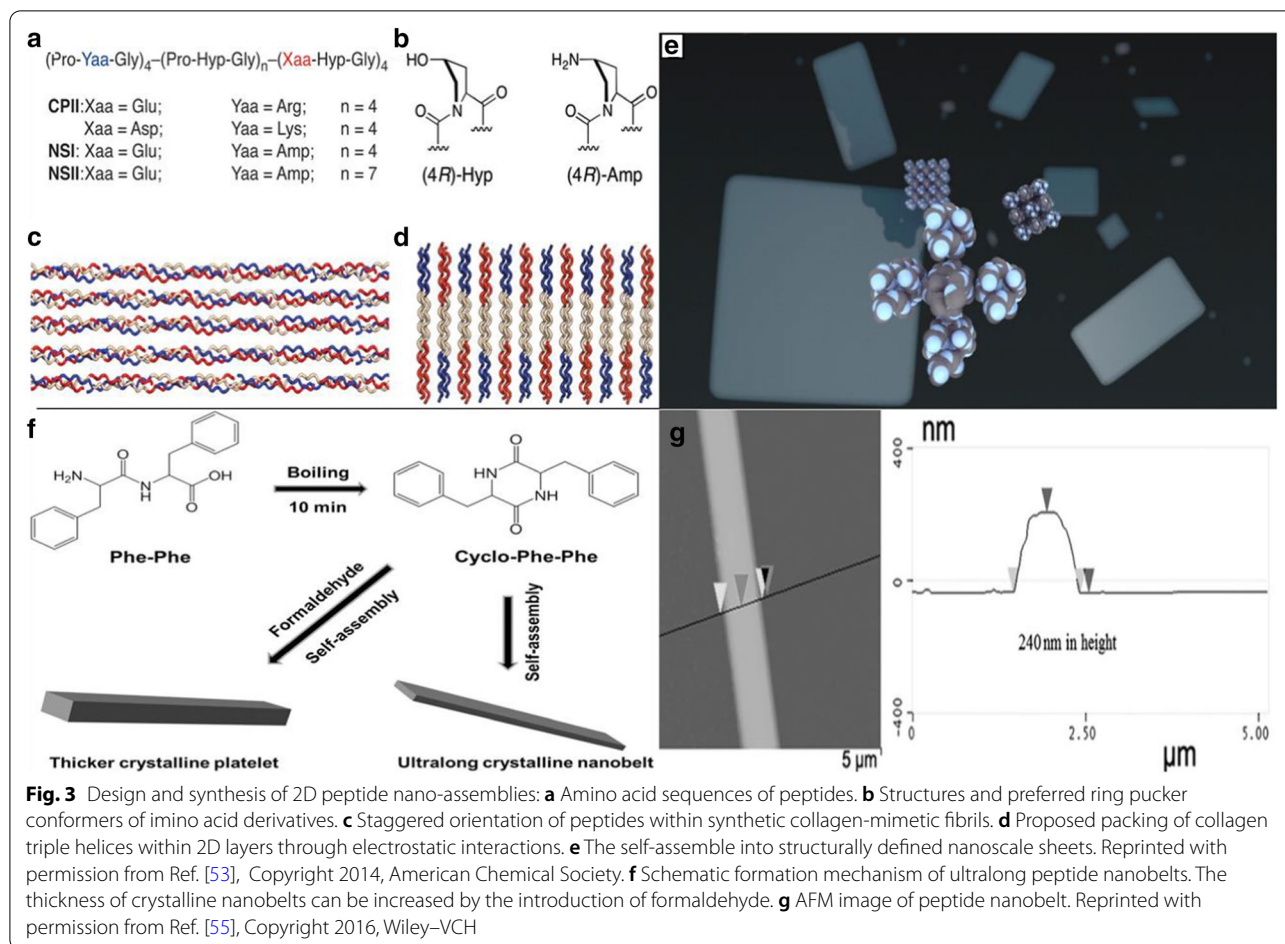 a
(Pro-Yaa-Gly)4–(Pro-Hyp-Gly)n–(Xaa-Hyp-Gly)4
CPII: Xaa = Glu; Yaa = Arg; n = 4
Xaa = Asp; Yaa = Lys; n = 4
NSI: Xaa = Glu; Yaa = Amp; n = 4
NSII: Xaa = Glu; Yaa = Amp; n = 7
b
HO
O
N
O
(4R)-Hyp
H2N
O
N
O
(4R)-Amp
c
d
e
f
H2N
O
NH
O
OH
Phe-Phe
Boiling
10 min
O
HN
NH
O
Cyclo-Phe-Phe
Formaldehyde
Self-assembly
Self-assembly
Thicker crystalline platelet
Ultralong crystalline nanobelt
g
5 µm
nm
400
0
-400
240 nm in height
0
2.50
5.00
µm
Fig. 3 Design and synthesis of 2D peptide nano-assemblies: a Amino acid sequences of peptides. b Structures and preferred ring pucker
conformers of imino acid derivatives. c Staggered orientation of peptides within synthetic collagen-mimetic fibrils. d Proposed packing of collagen
triple helices within 2D layers through electrostatic interactions. e The self-assemble into structurally defined nanoscale sheets. Reprinted with
permission from Ref. [53], Copyright 2014, American Chemical Society. f Schematic formation mechanism of ultralong peptide nanobelts. The
thickness of crystalline nanobelts can be increased by the introduction of formaldehyde. g AFM image of peptide nanobelt. Reprinted with
permission from Ref. [55], Copyright 2016, Wiley–VCH